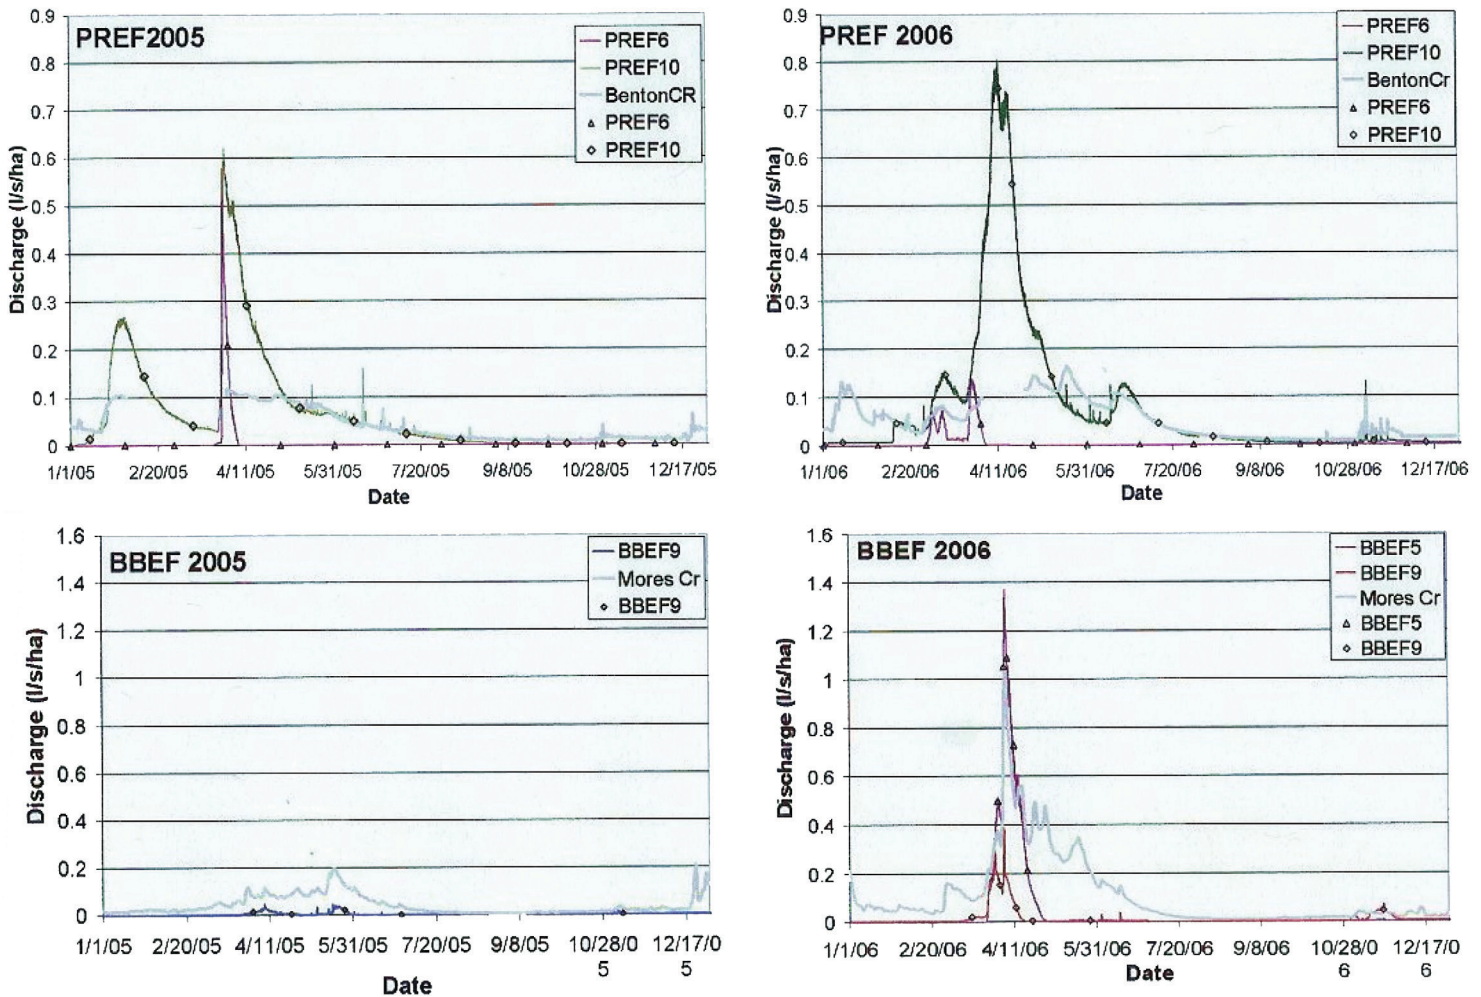 PREF2005
PREF6
PREF10
BentonCR
PREF6
PREF10
0.9
0.8
0.7
0.6
0.5
0.4
0.3
0.2
0.1
0
Discharge (l/s/ha)
1/1/05 2/20/05 4/11/05 5/31/05 7/20/05 9/8/05 10/28/05 12/17/05
Date
PREF 2006
PREF6
PREF10
BentonCr
PREF6
PREF10
0.9
0.8
0.7
0.6
0.5
0.4
0.3
0.2
0.1
0
Discharge (l/s/ha)
1/1/06 2/20/06 4/11/06 5/31/06 7/20/06 9/8/06 10/28/06 12/17/06
Date
BBEF 2005
BBEF9
Mores Cr
BBEF9
1.6
1.4
1.2
1
0.8
0.6
0.4
0.2
0
Discharge (l/s/ha)
1/1/05 2/20/05 4/11/05 5/31/05 7/20/05 9/8/05 10/28/0 12/17/0
5 5
Date
BBEF 2006
BBEF5
BBEF9
Mores Cr
BBEF5
BBEF9
1.6
1.4
1.2
1
0.8
0.6
0.4
0.2
0
Discharge (l/s/ha)
1/1/06 2/20/06 4/11/06 5/31/06 7/20/06 9/8/06 10/28/0 12/17/0
6 6
Date